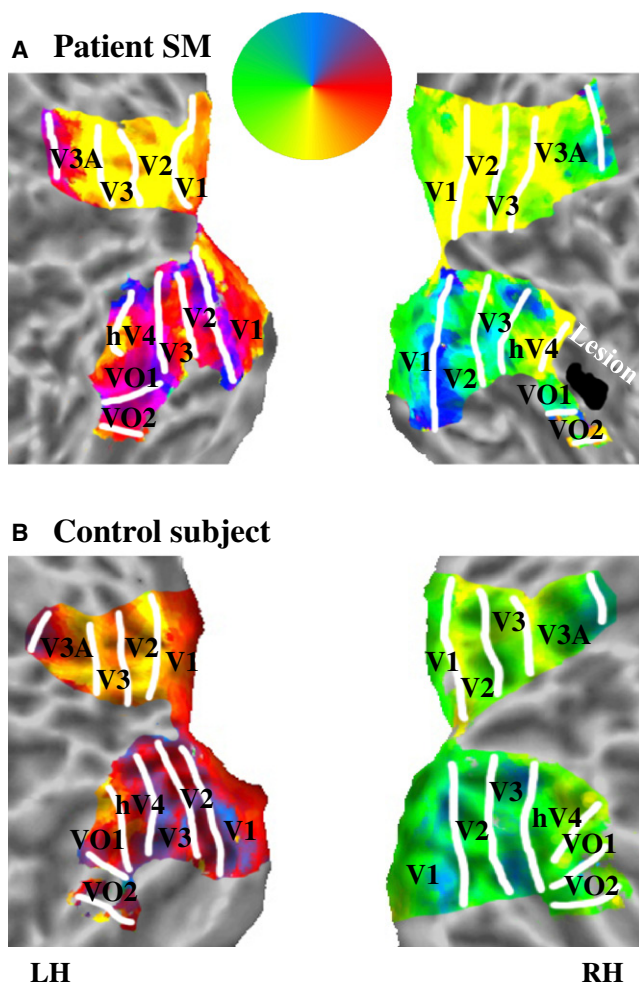 A Patient SM
V3A V2 V3 V1
V1 V2 V3 V3A
hV4 V2 V3 V1 VO1 VO2
V1 V2 V3 hV4 Lesion VO1 VO2
B Control subject
V3A V2 V3 V1
V1 V2 V3 V3A
hV4 V2 V3 V1 VO1 VO2
V1 V2 V3 hV4 VO1 VO2
LH RH